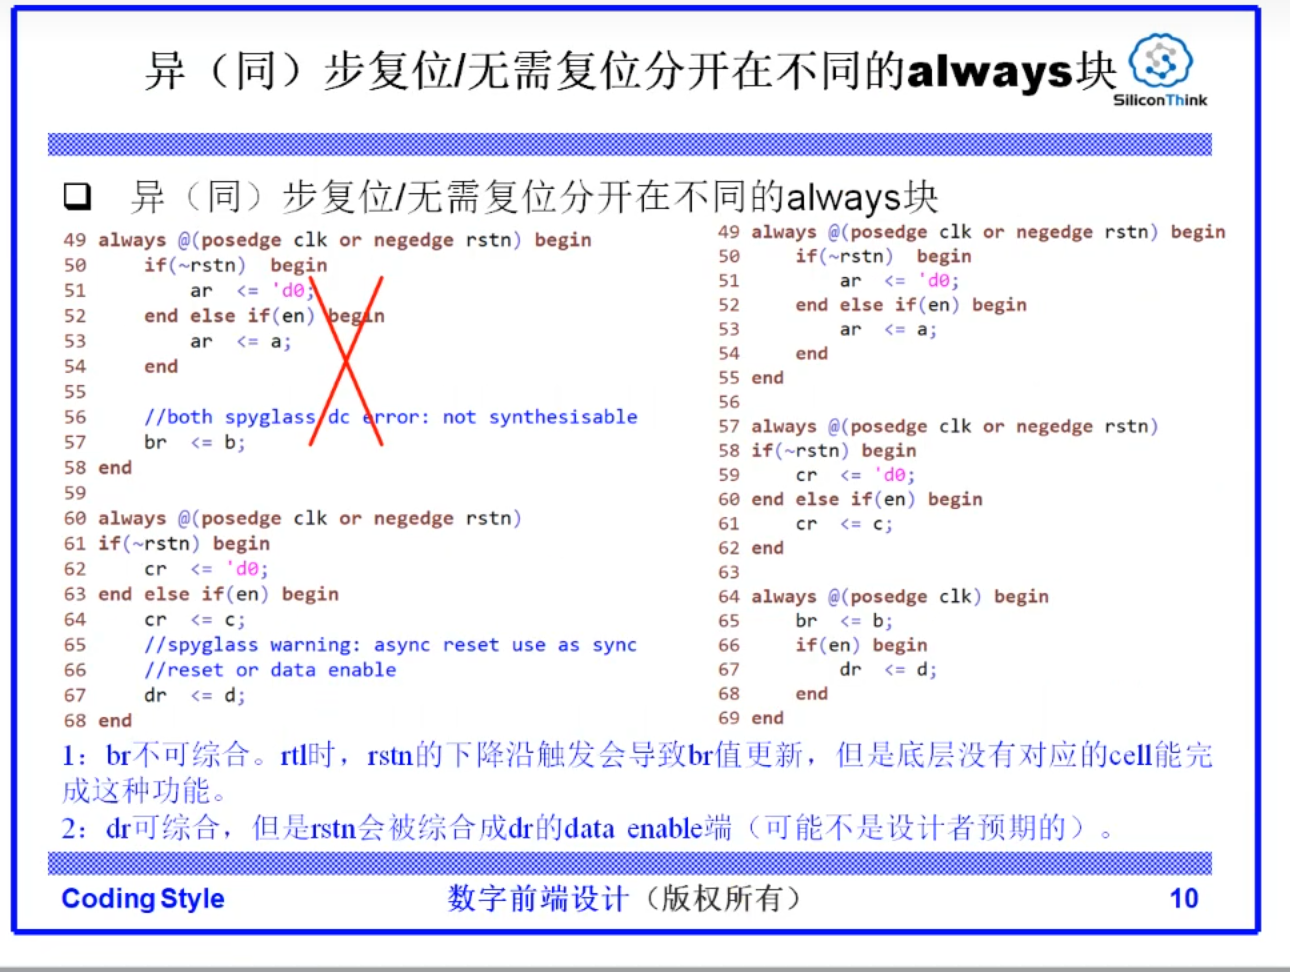 异（同）步复位/无需复位分开在不同的always块
SiliconThink
❑ 异（同）步复位/无需复位分开在不同的always块
49 always @(posedge clk or negedge rstn) begin
50     if(~rstn)  begin
51         ar  <= 'd0;
52     end else if(en) begin
53         ar  <= a;
54     end
55
56     //both spyglass/dc error: not synthesisable
57     br  <= b;
58 end
59
60 always @(posedge clk or negedge rstn)
61 if(~rstn) begin
62     cr  <= 'd0;
63 end else if(en) begin
64     cr  <= c;
65     //spyglass warning: async reset use as sync
66     //reset or data enable
67     dr  <= d;
68 end
49 always @(posedge clk or negedge rstn) begin
50     if(~rstn)  begin
51         ar  <= 'd0;
52     end else if(en) begin
53         ar  <= a;
54     end
55 end
56
57 always @(posedge clk or negedge rstn)
58 if(~rstn) begin
59     cr  <= 'd0;
60 end else if(en) begin
61     cr  <= c;
62 end
63
64 always @(posedge clk) begin
65     br  <= b;
66     if(en) begin
67         dr  <= d;
68     end
69 end
1：br不可综合。rtl时，rstn的下降沿触发会导致br值更新，但是底层没有对应的cell能完
成这种功能。
2：dr可综合，但是rstn会被综合成dr的data enable端（可能不是设计者预期的）。
Coding Style
数字前端设计（版权所有）
10